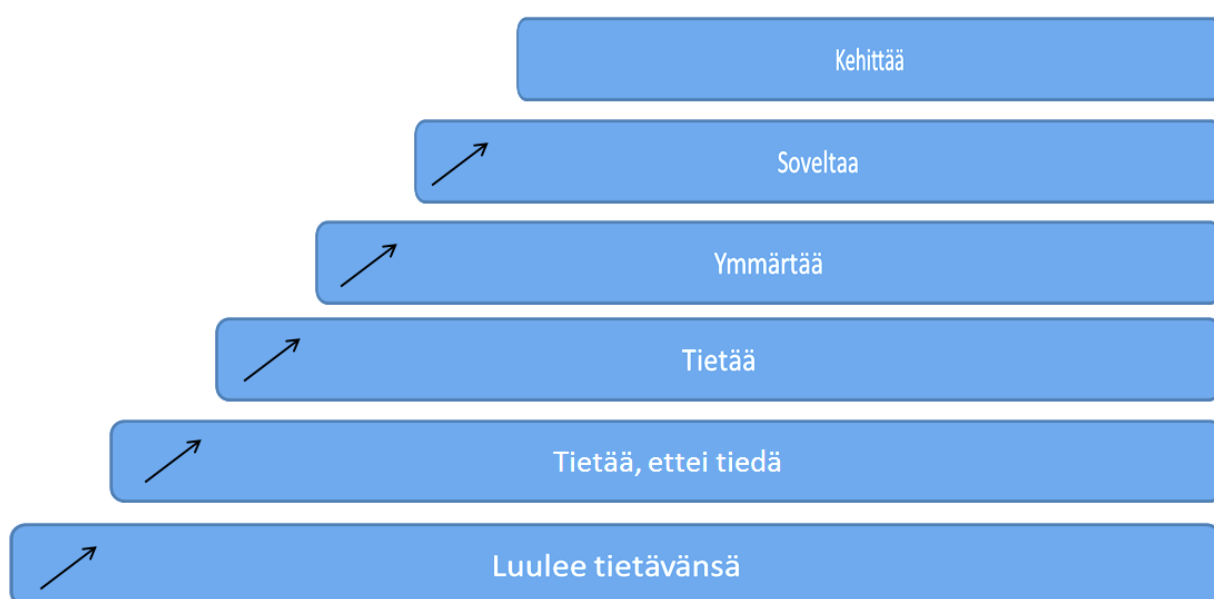 Kehittää
Soveltaa
Ymmärtää
Tietää
Tietää, ettei tiedä
Luulee tietävänsä